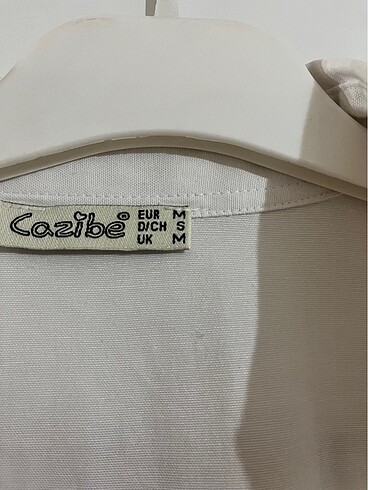 Cazibe®
EUR M
D/CH S
UK M